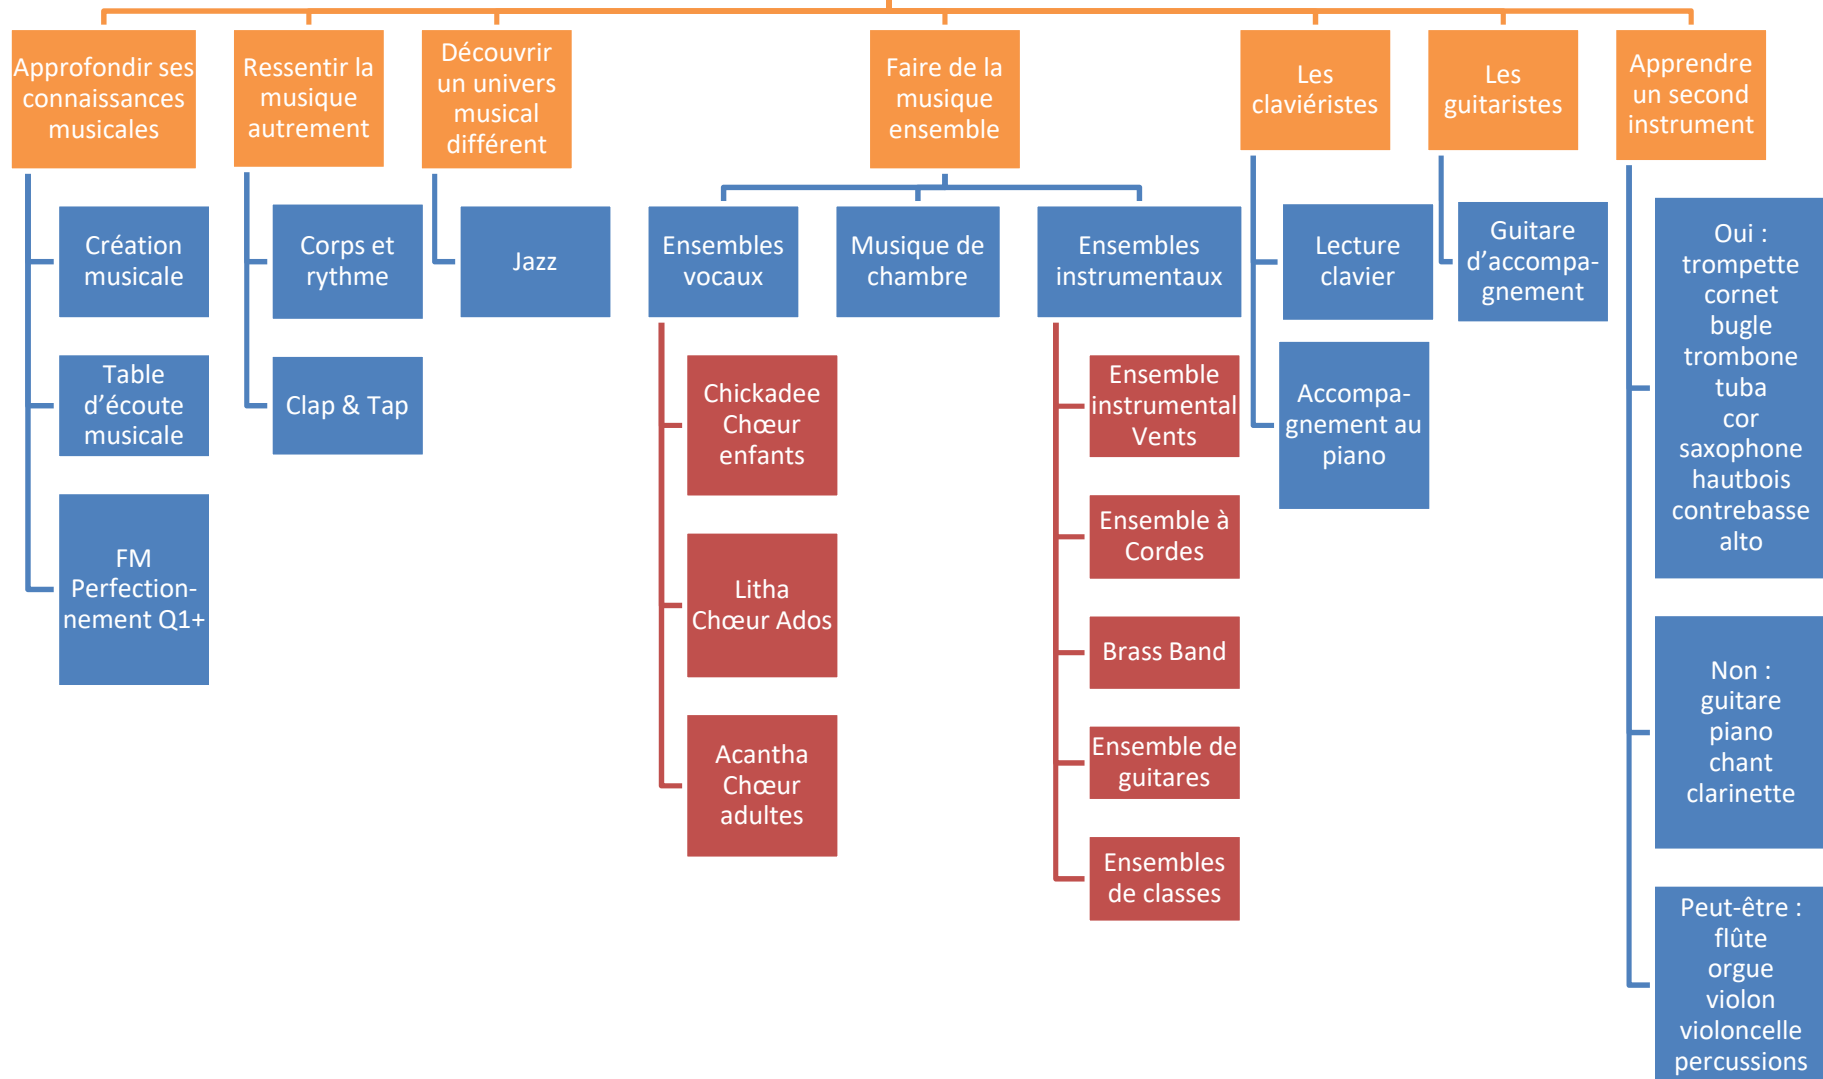 Approfondir ses
connaissances
musicales
Ressentir la
musique
autrement
Découvrir
un univers
musical
différent
Faire de la
musique
ensemble
Les
claviéristes
Les
guitaristes
Apprendre
un second
instrument
Création
musicale
Table
d'écoute
musicale
FM
Perfection-
nement Q1+
Corps et
rythme
Clap & Tap
Jazz
Ensembles
vocaux
Chickadee
Chœur
enfants
Litha
Chœur Ados
Acantha
Chœur
adultes
Musique de
chambre
Ensembles
instrumentaux
Ensemble
instrumental
Vents
Ensemble à
Cordes
Brass Band
Ensemble de
guitares
Ensembles
de classes
Lecture
clavier
Accompa-
gnement au
piano
Guitare
d'accompa-
gnement
Oui :
trompette
cornet
bugle
trombone
tuba
cor
saxophone
hautbois
contrebasse
alto
Non :
guitare
piano
chant
clarinette
Peut-être :
flûte
orgue
violon
violoncelle
percussions